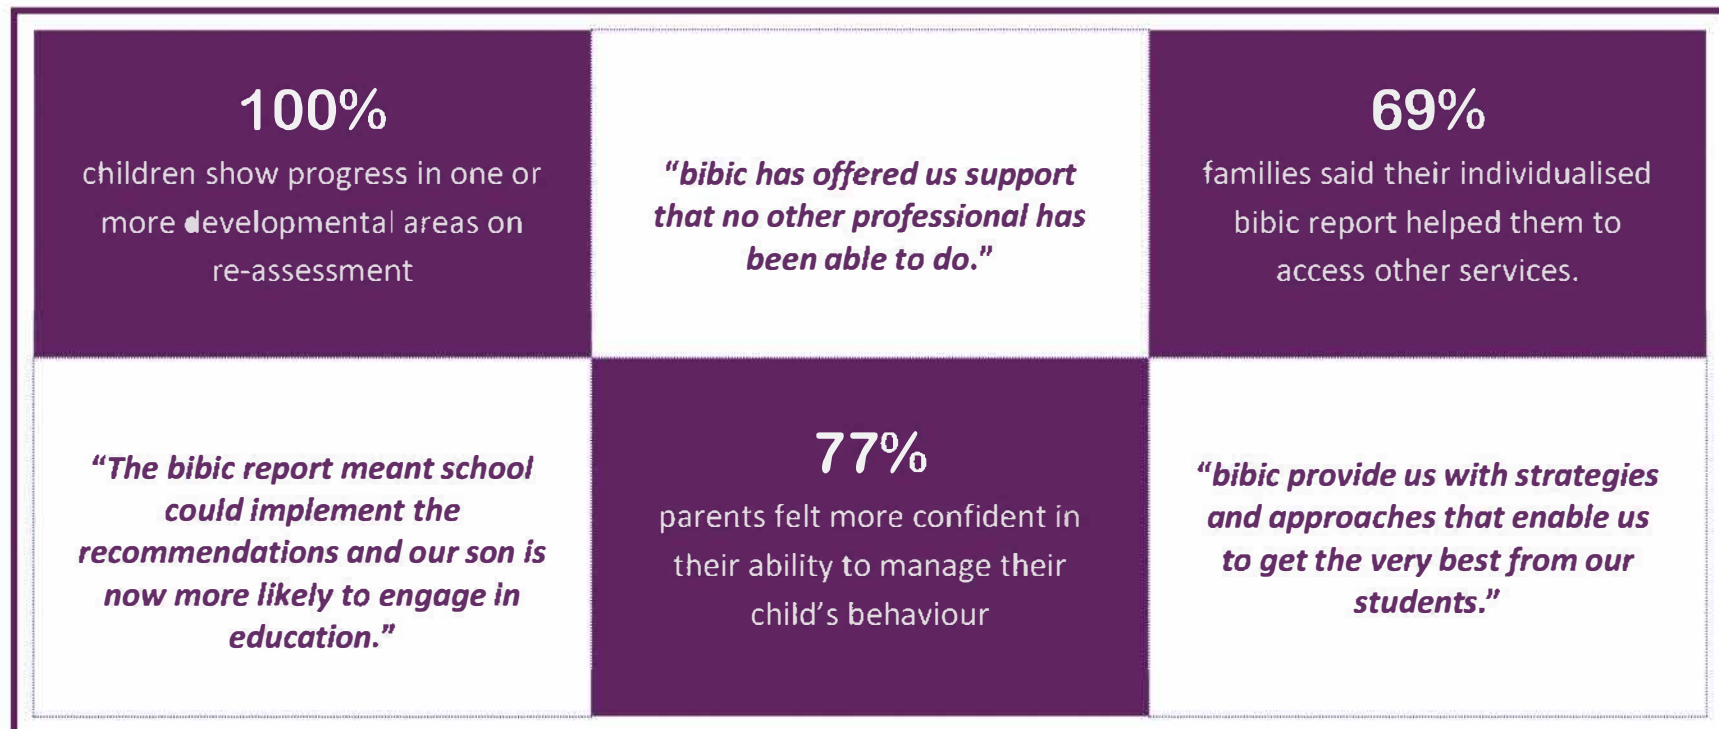 100%
children show progress in one or
more developmental areas on
re-assessment
"bibic has offered us support
that no other professional has
been able to do."
69%
families said their individualised
bibic report helped them to
access other services.
"The bibic report meant school
could implement the
recommendations and our son is
now more likely to engage in
education."
77%
parents felt more confident in
their ability to manage their
child's behaviour
"bibic provide us with strategies
and approaches that enable us
to get the very best from our
students."